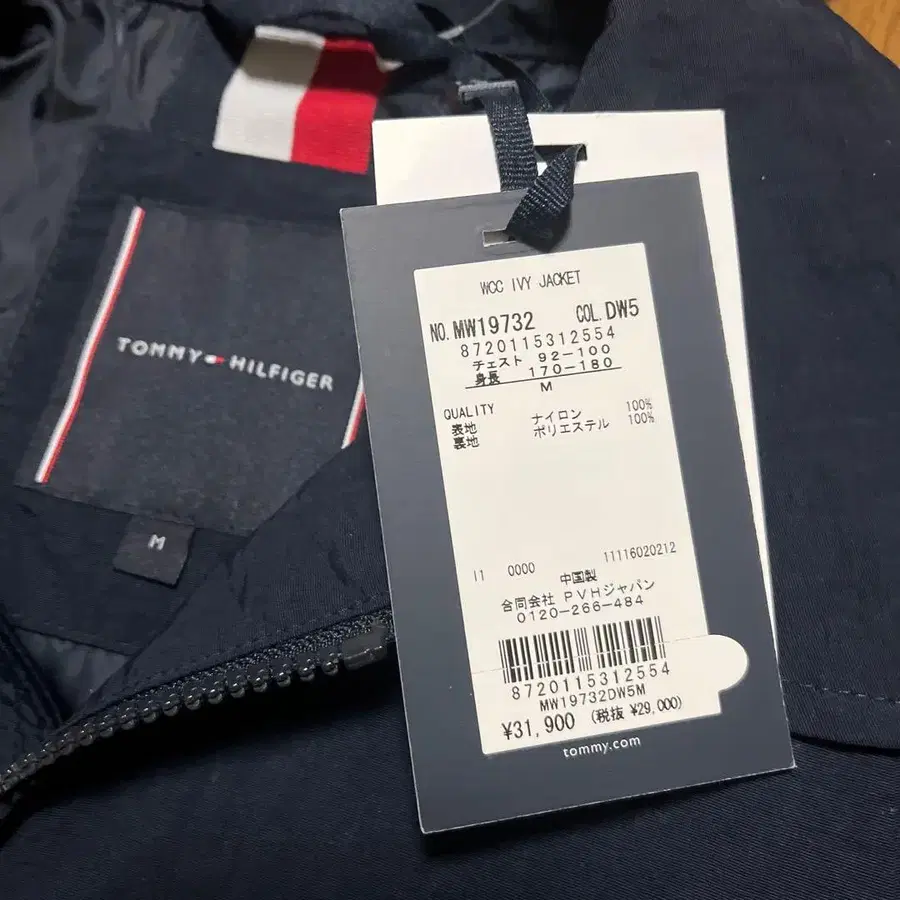 TOMMY HILFIGER
M
WCC IVY JACKET
NO. MW19732 COL. DW5
8720115312554
チェスト 92-100
身長 170-180
M
QUALITY
表地 ナイロン 100%
裏地 ポリエステル 100%
I1 0000 11116020212
中国製
合同会社 PVHジャパン
0120-266-484
8720115312554
MW19732DW5M
¥31,900 (税抜 ¥29,000)
tommy.com